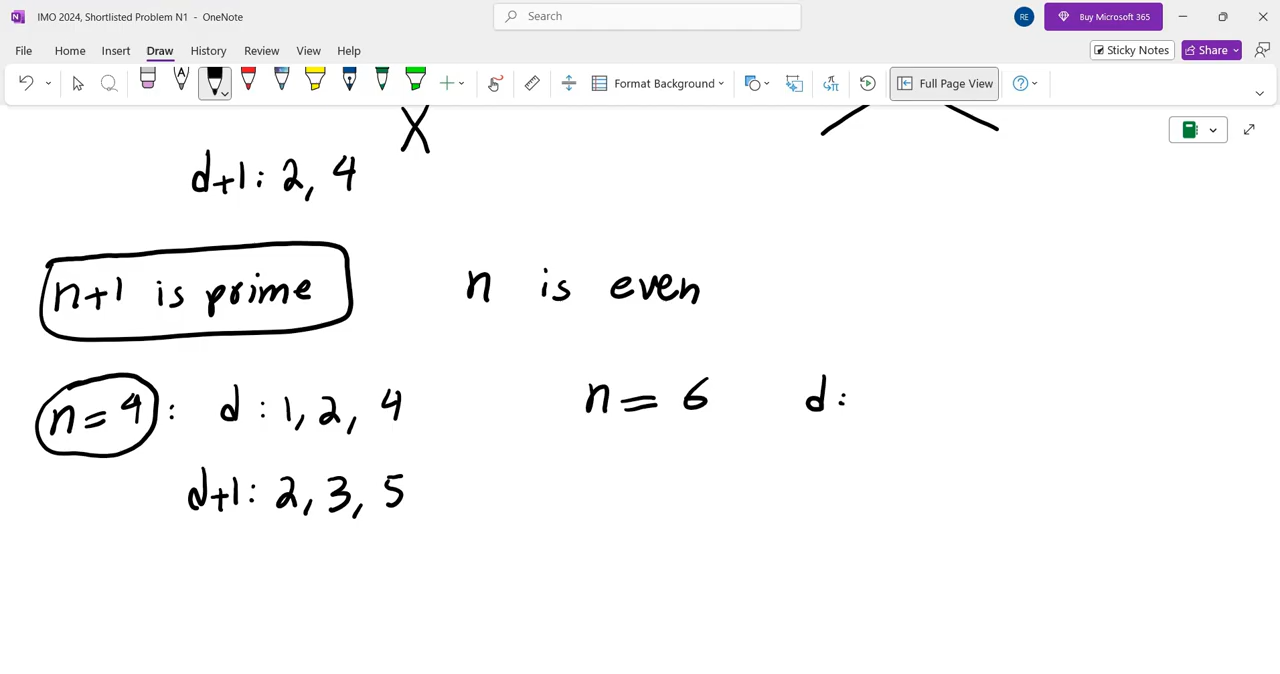 IMO 2024, Shortlisted Problem N1 - OneNote
Search
RE
Buy Microsoft 365
File Home Insert Draw History Review View Help
Sticky Notes
Share
Format Background
Full Page View
X
d+1: 2, 4
n+1 is prime n is even
n=4: d: 1, 2, 4 n=6 d:
d+1: 2, 3, 5